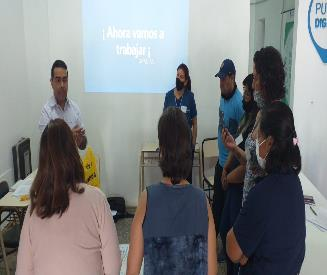 ¡ Ahora vamos a
trabajar ¡
PU
DIG